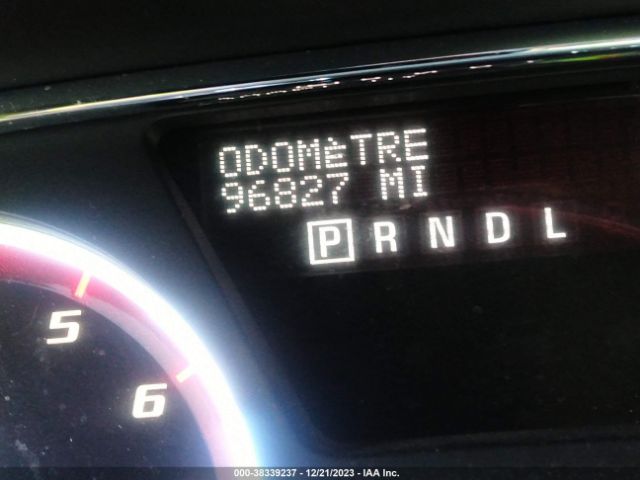 ODOMèTRE
96827 MI
P R N D L
5
6
000-38339237 - 12/21/2023 - IAA Inc.